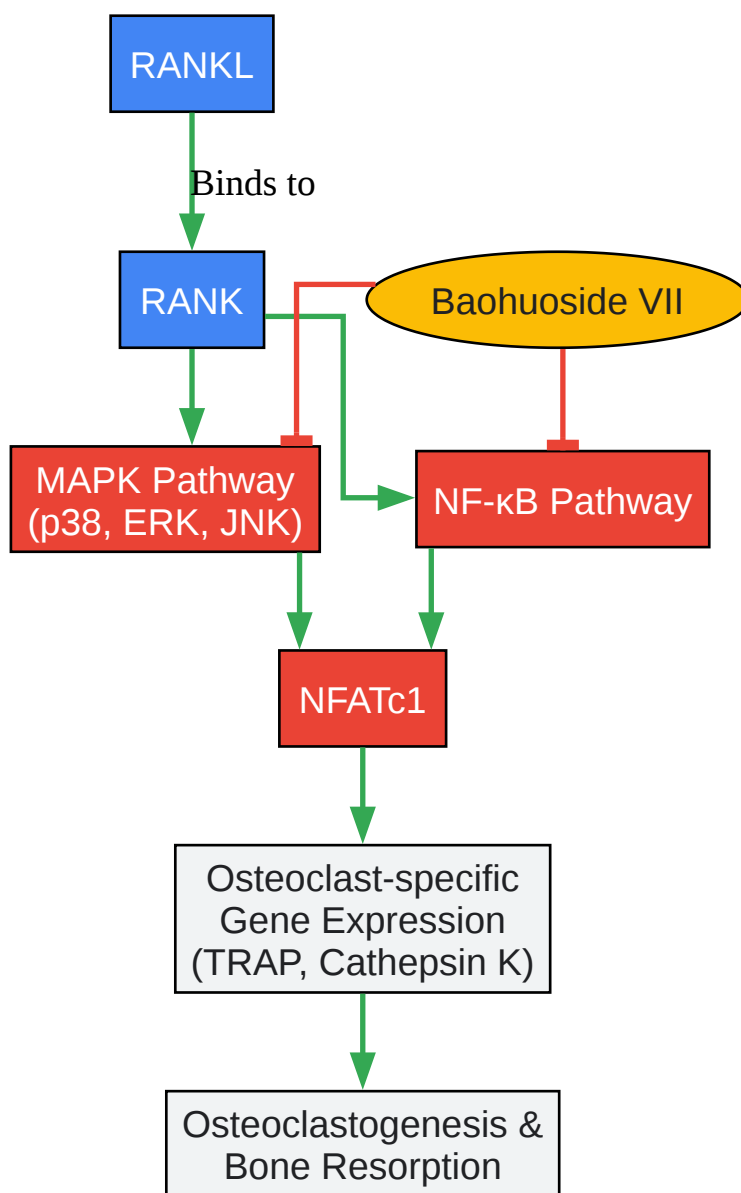 RANKL
Binds to
RANK
Baohuoside VII
MAPK Pathway
(p38, ERK, JNK)
NF-κB Pathway
NFATc1
Osteoclast-specific
Gene Expression
(TRAP, Cathepsin K)
Osteoclastogenesis &
Bone Resorption